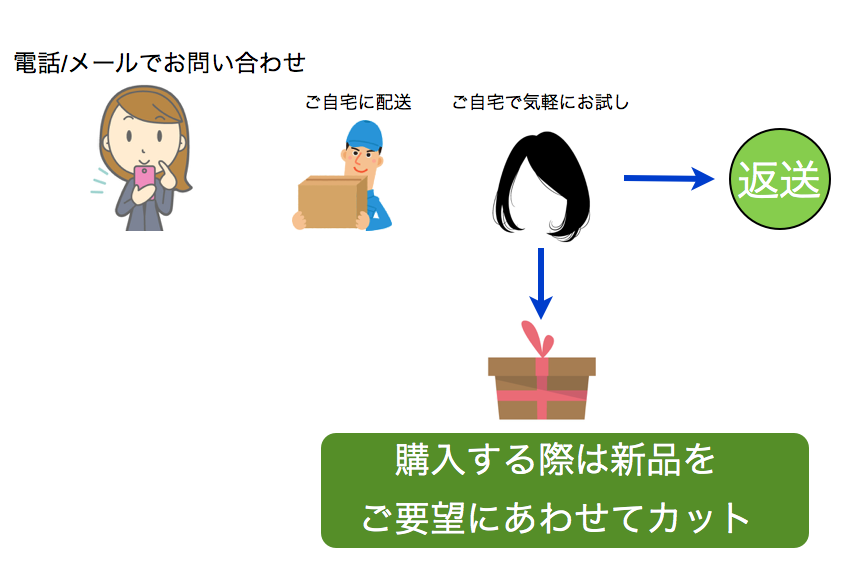 電話/メールでお問い合わせ
ご自宅に配送
ご自宅で気軽にお試し
返送
購入する際は新品を
ご要望にあわせてカット